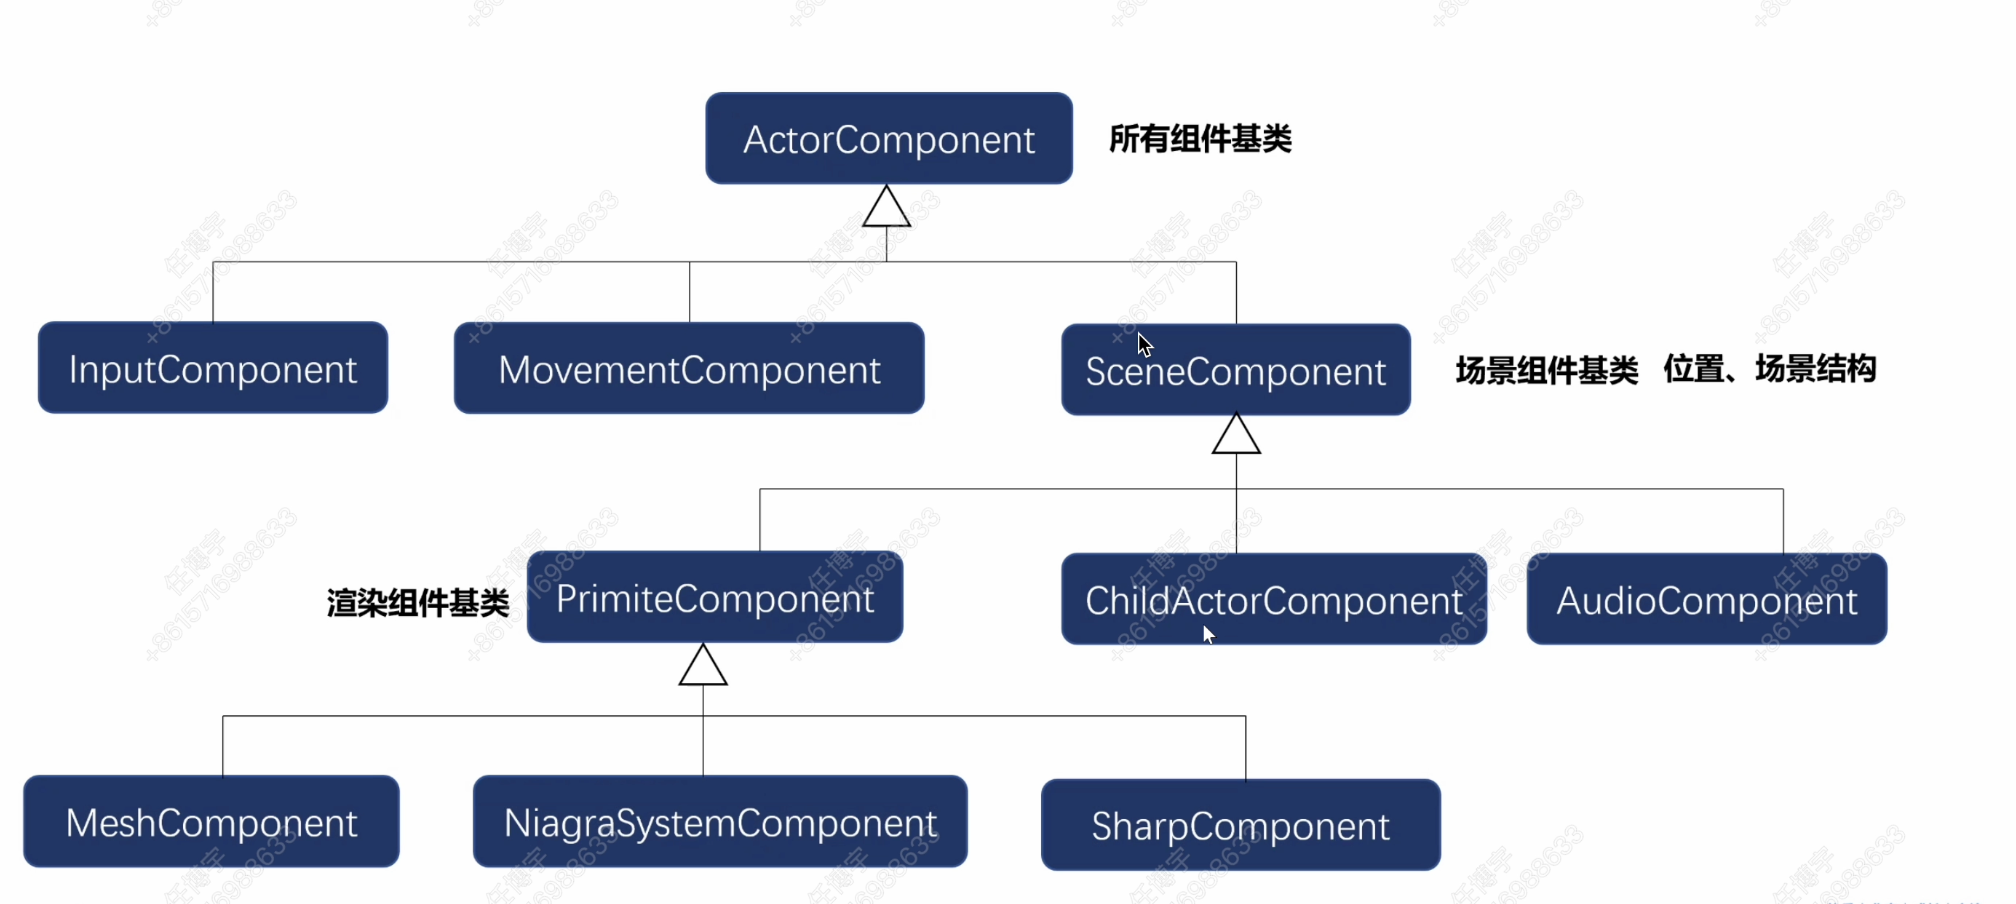 ActorComponent 所有组件基类
InputComponent MovementComponent SceneComponent 场景组件基类 位置、场景结构
渲染组件基类 PrimiteComponent ChildActorComponent AudioComponent
MeshComponent NiagraSystemComponent SharpComponent